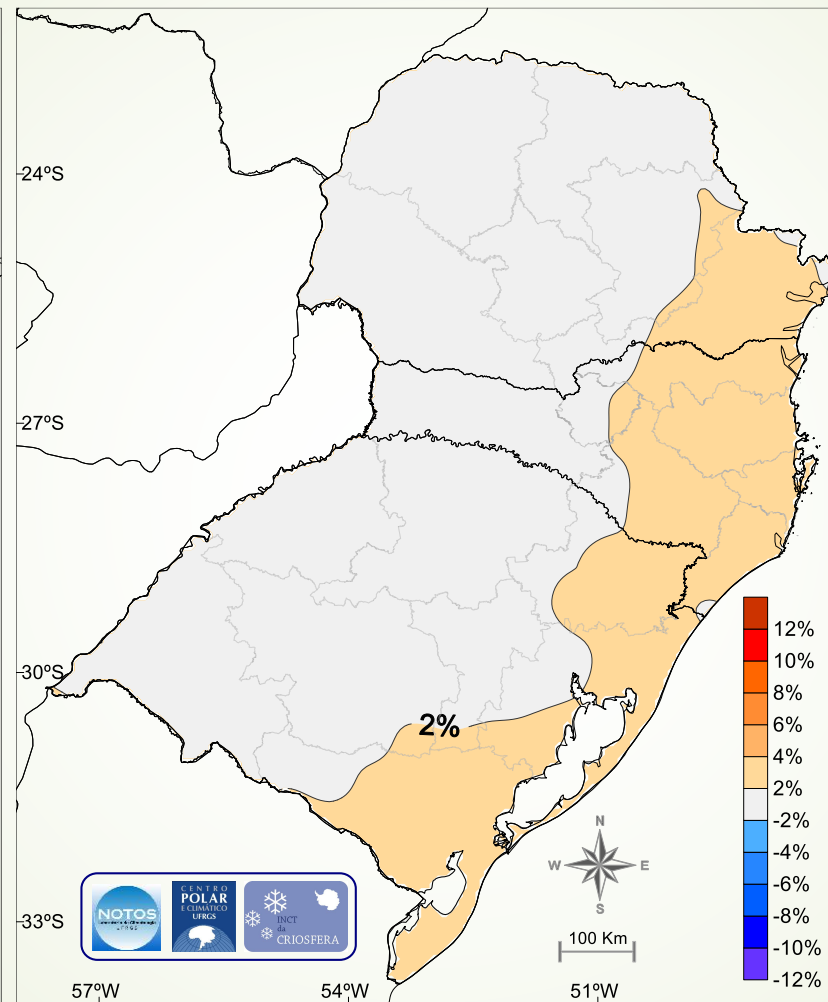 24ºS
27ºS
30ºS
33ºS
57ºW
54ºW
51ºW
2%
12%
10%
8%
6%
4%
2%
-2%
-4%
-6%
-8%
-10%
-12%
N
W
E
S
100 Km
NOTOS
UFRGS
CENTRO
POLAR
E CLIMÁTICO
UFRGS
INCT
da
CRIOSFERA